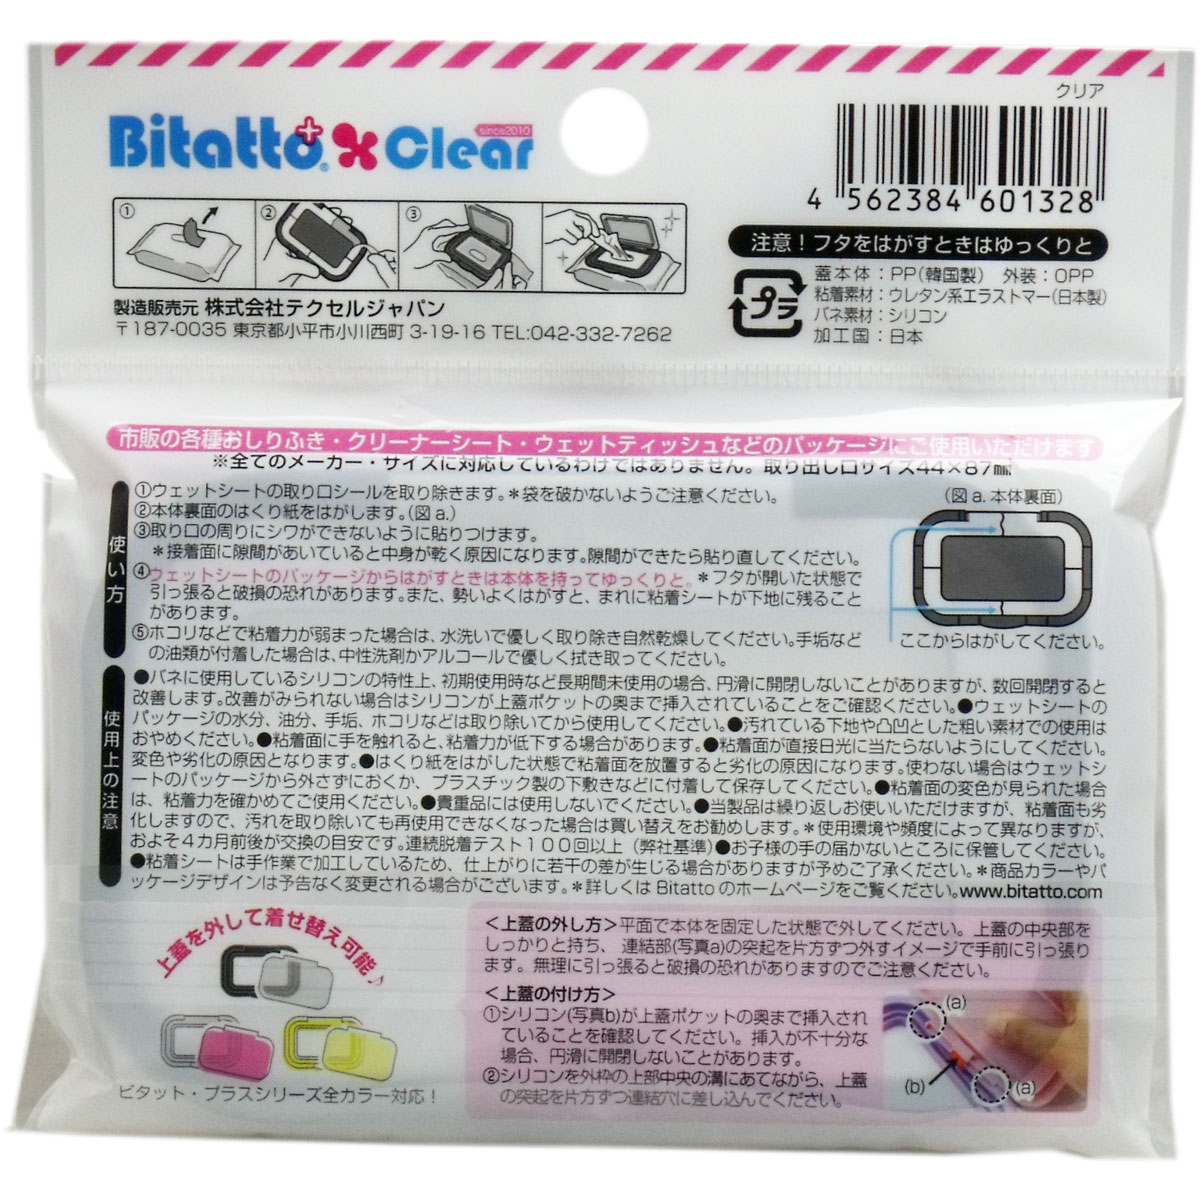 クリア
Bitatto+ Clear since2010
4 562384 601328
① ② ③
注意!フタをはがすときはゆっくりと
プラ
蓋本体:PP(韓国製) 外装:OPP
粘着素材:ウレタン系エラストマー(日本製)
バネ素材:シリコン
加工国:日本
製造販売元 株式会社テクセルジャパン
〒187-0035 東京都小平市小川西町 3-19-16 TEL:042-332-7262
市販の各種おしりふき・クリーナーシート・ウェットティッシュなどのパッケージにご使用いただけます
※全てのメーカー・サイズに対応しているわけではありません。取り出し口サイズ44×87㎜
使い方
①ウェットシートの取り口シールを取り除きます。*袋を破かないようご注意ください。
②本体裏面のはくり紙をはがします。(図 a.)
③取り口の周りにシワができないように貼りつけます。
*接着面に隙間があいていると中身が乾く原因になります。隙間ができたら貼り直してください。
④ウェットシートのパッケージからはがすときは本体を持ってゆっくりと。*フタが開いた状態で
引っ張ると破損の恐れがあります。また、勢いよくはがすと、まれに粘着シートが下地に残ること
があります。
⑤ホコリなどで粘着力が弱まった場合は、水洗いで優しく取り除き自然乾燥してください。手垢など
の油類が付着した場合は、中性洗剤かアルコールで優しく拭き取ってください。
(図 a. 本体裏面)
ここからはがしてください。
使用上の注意
●バネに使用しているシリコンの特性上、初期使用時など長期間未使用の場合、円滑に開閉しないことがありますが、数回開閉すると
改善します。改善がみられない場合はシリコンが上蓋ポケットの奥まで挿入されていることをご確認ください。●ウェットシートの
パッケージの水分、油分、手垢、ホコリなどは取り除いてから使用してください。●汚れている下地や凸凹とした粗い素材での使用は
おやめください。●粘着面に手を触れると、粘着力が低下する場合があります。●粘着面が直接日光に当たらないようにしてください。
変色や劣化の原因となります。●はくり紙をはがした状態で粘着面を放置すると劣化の原因になります。使わない場合はウェットシ
ートのパッケージから外さずにおくか、プラスチック製の下敷きなどに付着して保存してください。●粘着面の変色が見られた場合
は、粘着力を確かめてご使用ください。●貴重品には使用しないでください。●当製品は繰り返しお使いいただけますが、粘着面も劣
化しますので、汚れを取り除いても再使用できなくなった場合は買い替えをお勧めします。*使用環境や頻度によって異なりますが、
およそ4カ月前後が交換の目安です。連続脱着テスト100回以上(弊社基準)●お子様の手の届かないところに保管してください。
●粘着シートは手作業で加工しているため、仕上がりに若干の差が生じる場合がありますが予めご了承ください。*商品カラーやパ
ッケージデザインは予告なく変更される場合がございます。*詳しくは Bitatto のホームページをご覧ください。www.bitatto.com
上蓋を外して着せ替え可能♪
ビタット・プラスシリーズ全カラー対応!
<上蓋の外し方>平面で本体を固定した状態で外してください。上蓋の中央部を
しっかりと持ち、連結部(写真a)の突起を片方ずつ外すイメージで手前に引っ張り
ます。無理に引っ張ると破損の恐れがありますのでご注意ください。
<上蓋の付け方>
①シリコン(写真b)が上蓋ポケットの奥まで挿入され
ていることを確認してください。挿入が不十分な
場合、円滑に開閉しないことがあります。
②シリコンを外枠の上部中央の溝にあてながら、上蓋
の突起を片方ずつ連結穴に差し込んでください。
(a)
(b)
(a)